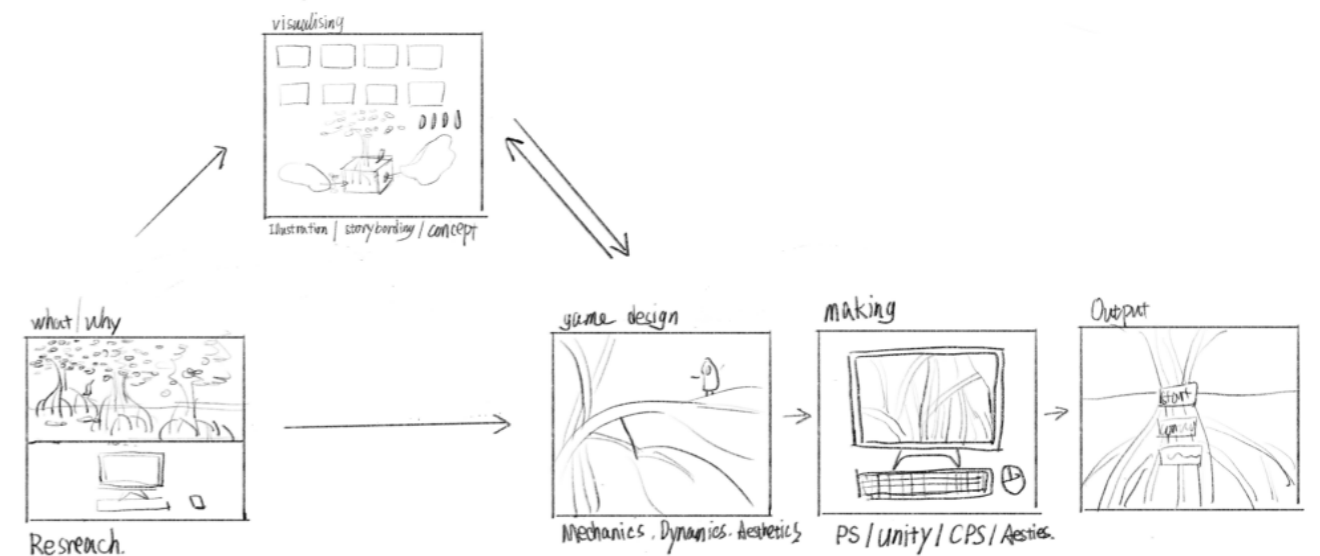 visualising
Illustration / storybording / concept
what/why
Resreach.
game design
Mechanics. Dynamics. Aesthetics
making
PS/unity/CPS/Aesties.
Output
start